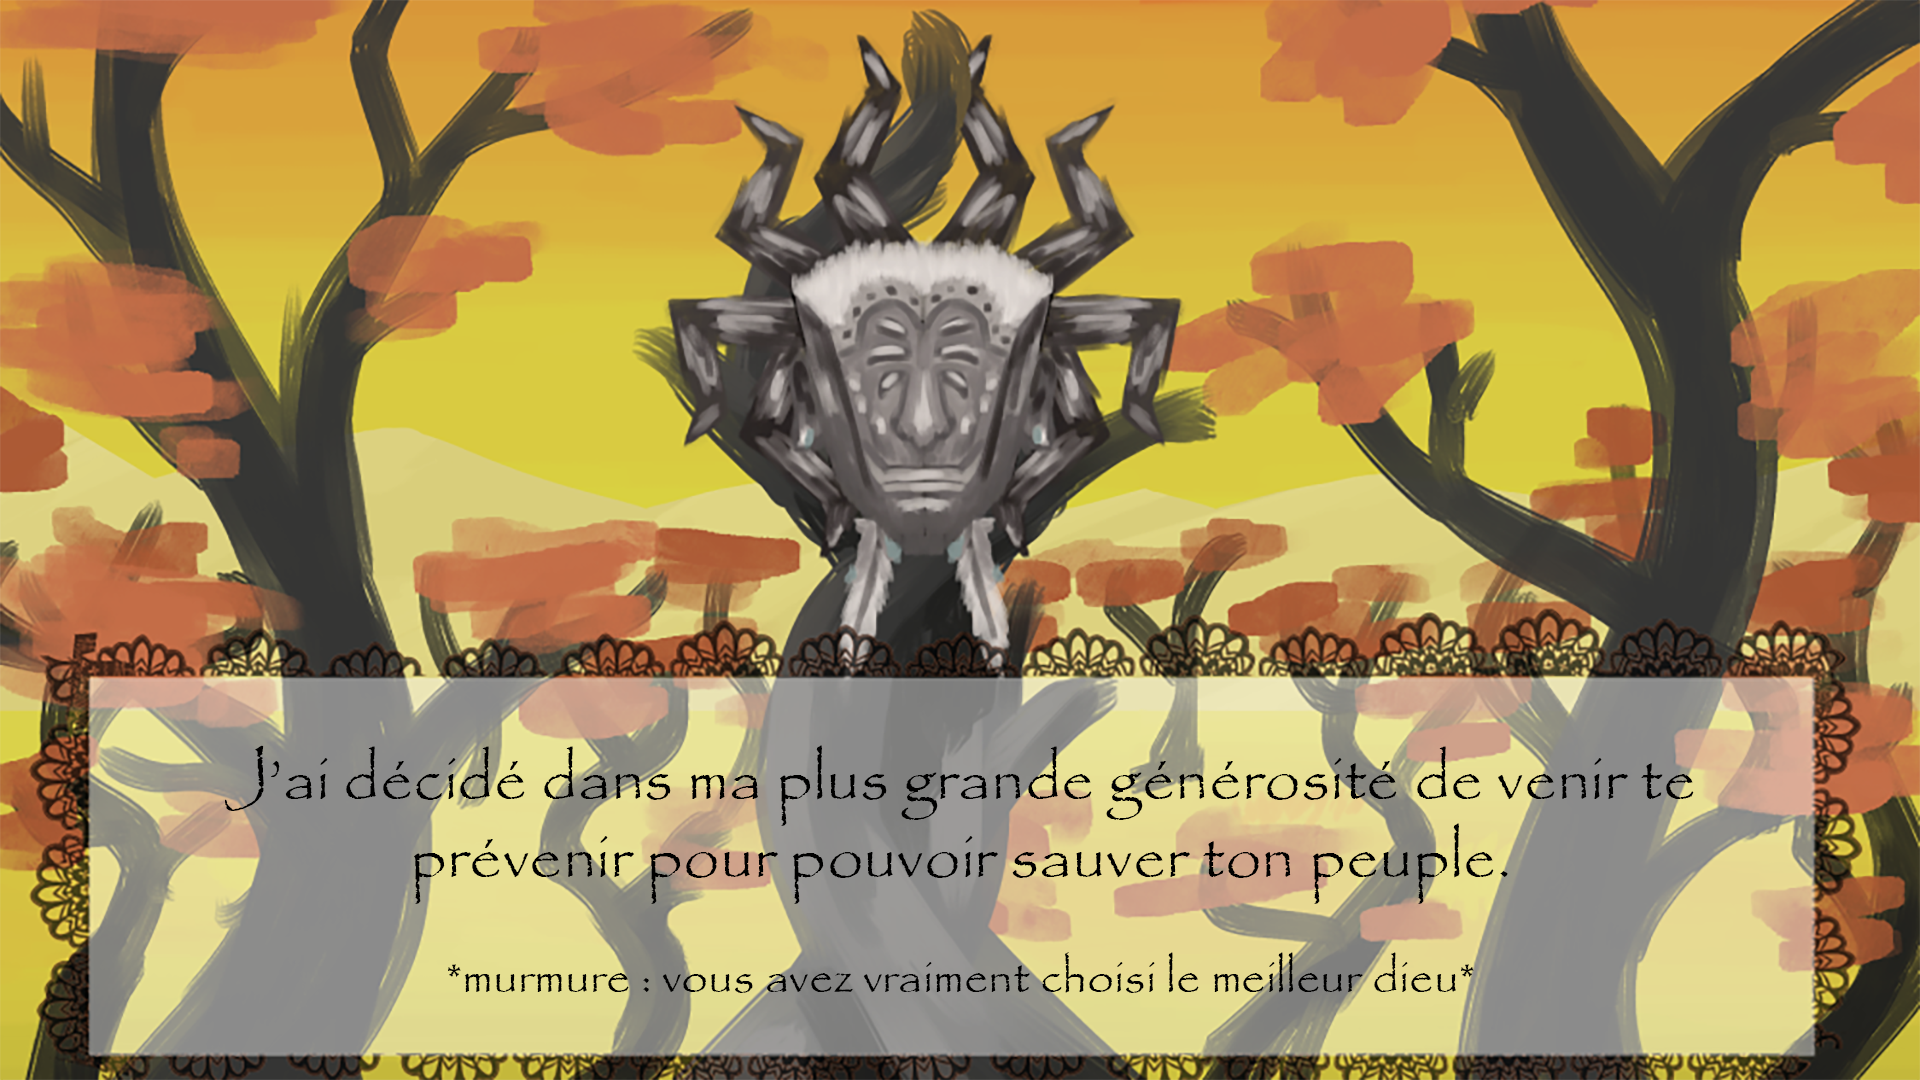 J'ai décidé dans ma plus grande générosité de venir te
prévenir pour pouvoir sauver ton peuple.
*murmure : vous avez vraiment choisi le meilleur dieu*